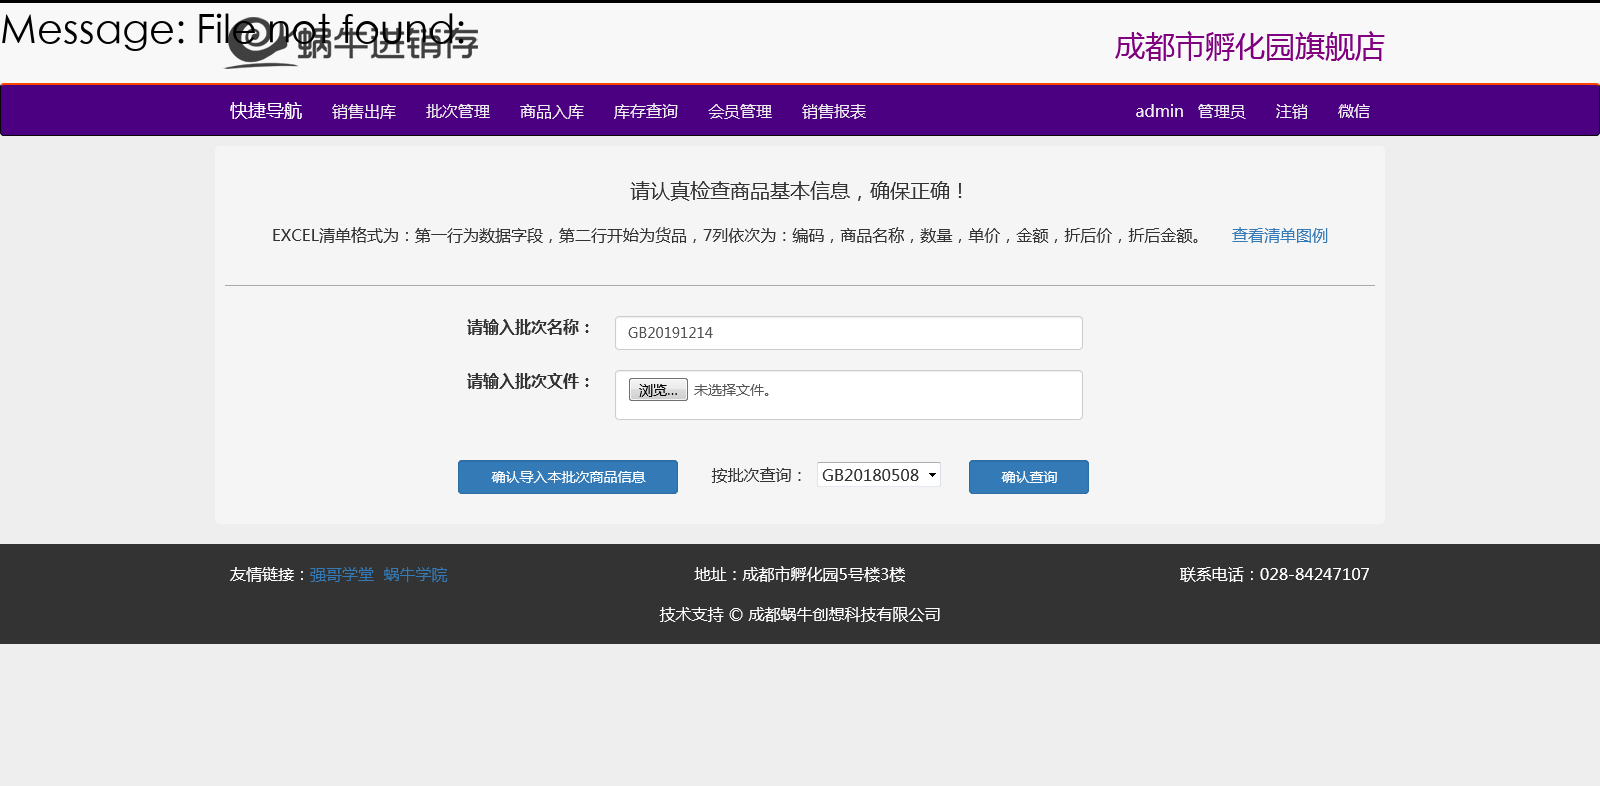 Message: File not found:
蜗牛进销存
成都市孵化园旗舰店
快捷导航 销售出库 批次管理 商品入库 库存查询 会员管理 销售报表 admin 管理员 注销 微信
请认真检查商品基本信息，确保正确！
EXCEL清单格式为：第一行为数据字段，第二行开始为货品，7列依次为：编码，商品名称，数量，单价，金额，折后价，折后金额。 查看清单图例
请输入批次名称： GB20191214
请输入批次文件： 浏览... 未选择文件。
确认导入本批次商品信息 按批次查询： GB20180508 确认查询
友情链接：强哥学堂 蜗牛学院 地址：成都市孵化园5号楼3楼 联系电话：028-84247107
技术支持 © 成都蜗牛创想科技有限公司